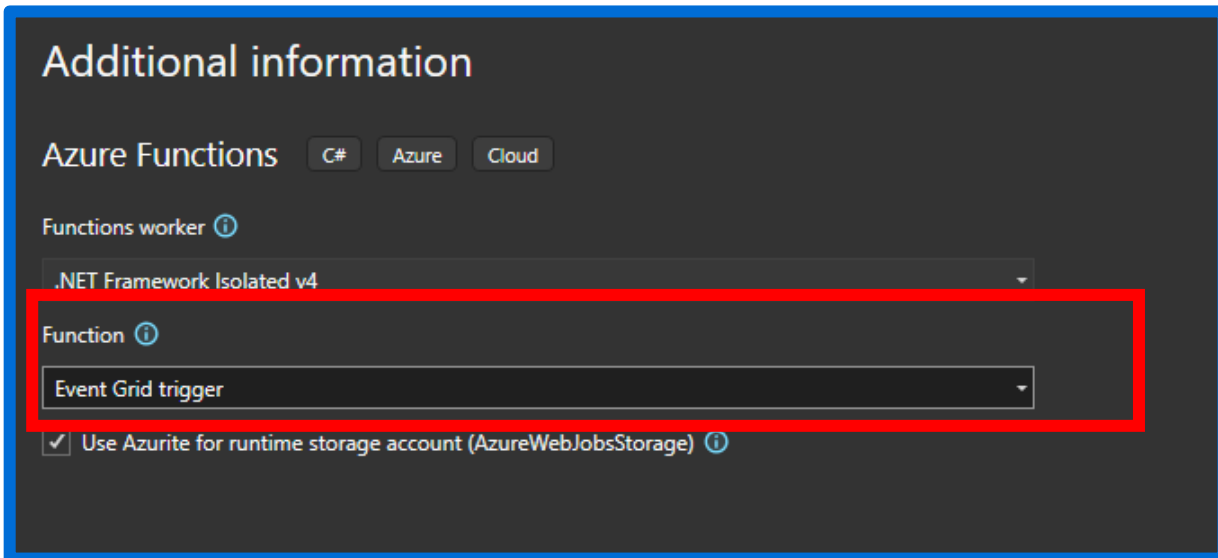 Additional information
Azure Functions C# Azure Cloud
Functions worker
.NET Framework Isolated v4
Function
Event Grid trigger
Use Azurite for runtime storage account (AzureWebJobsStorage)